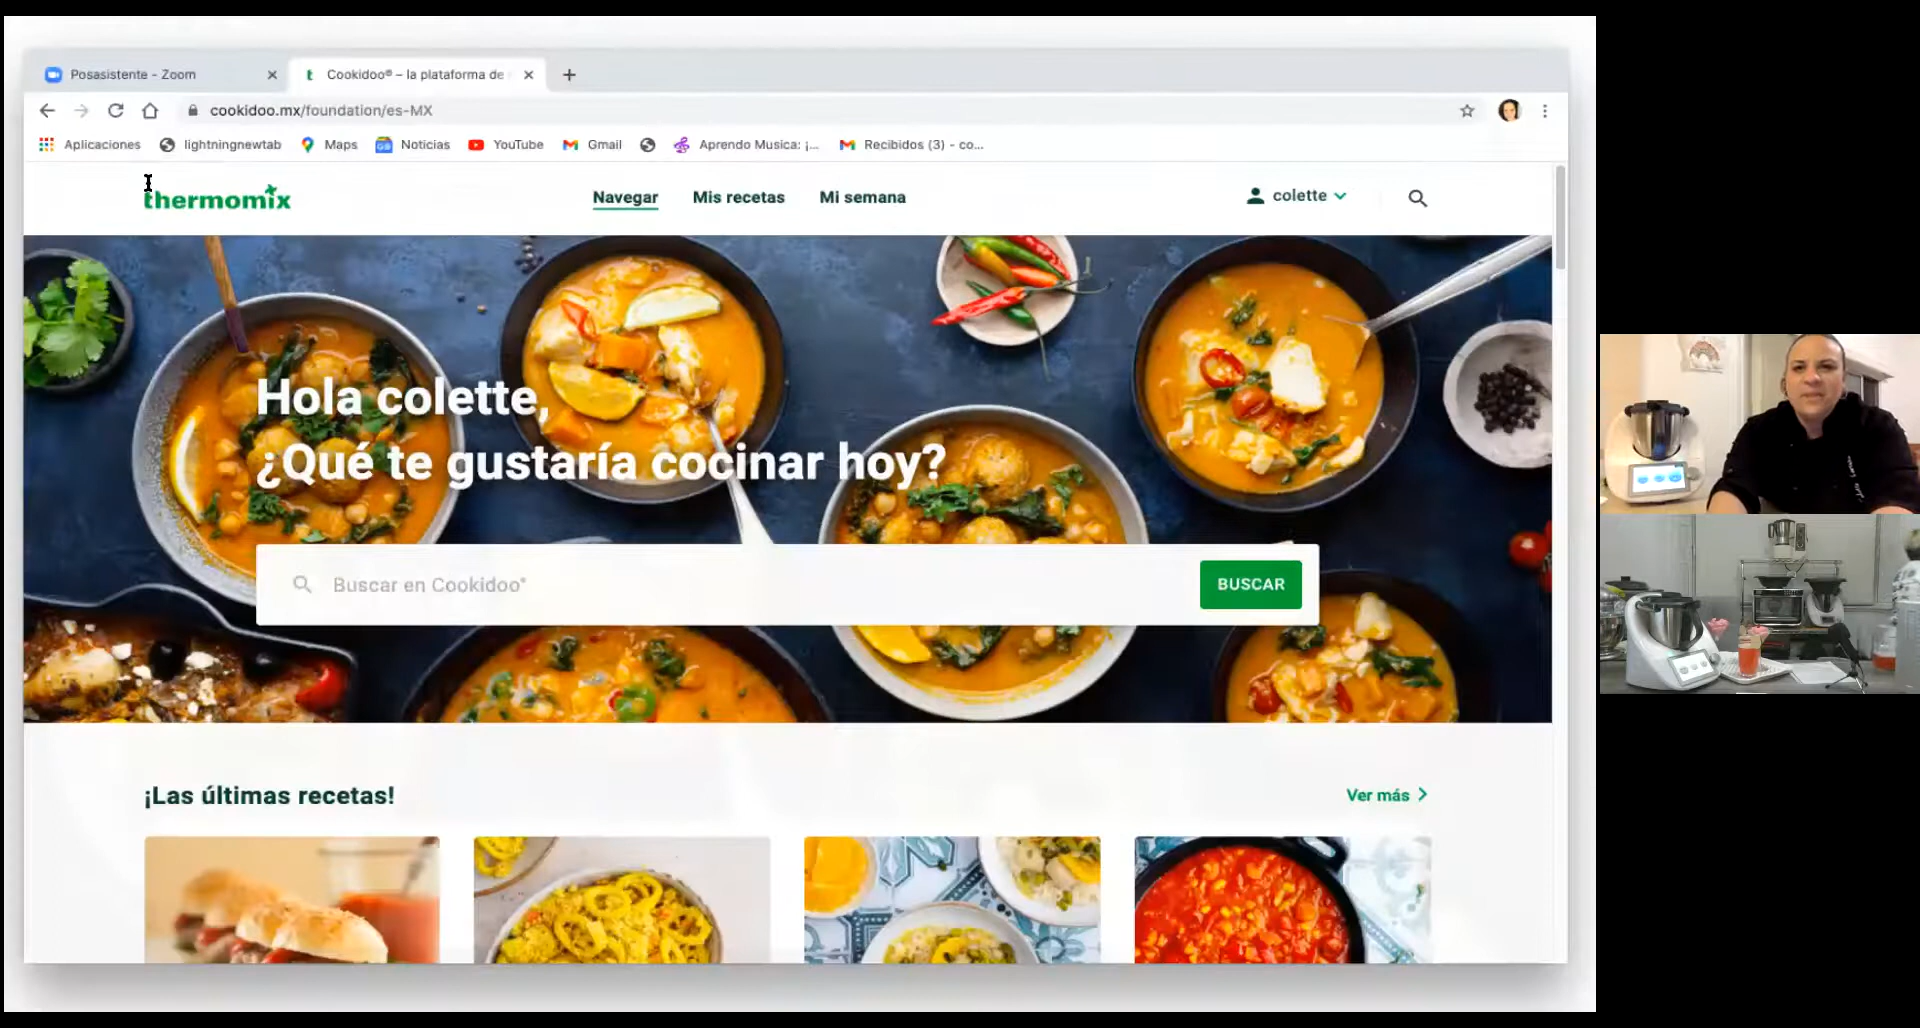 Posasistente - Zoom
Cookidoo® – la plataforma de
cookidoo.mx/foundation/es-MX
Aplicaciones
lightningnewtab
Maps
Noticias
YouTube
Gmail
Aprendo Musica: ¡...
Recibidos (3) - co...
thermomix
Navegar
Mis recetas
Mi semana
colette
Hola colette,
¿Qué te gustaría cocinar hoy?
Buscar en Cookidoo®
BUSCAR
¡Las últimas recetas!
Ver más